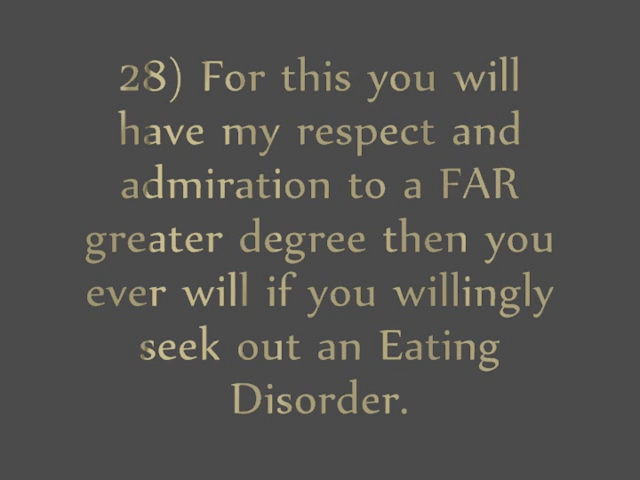 28) For this you will
have my respect and
admiration to a FAR
greater degree then you
ever will if you willingly
seek out an Eating
Disorder.